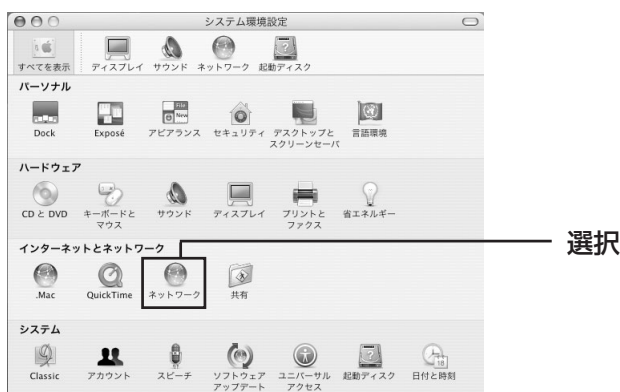 システム環境設定
すべてを表示 ディスプレイ サウンド ネットワーク 起動ディスク
パーソナル
Dock Exposé アピアランス セキュリティ デスクトップと
スクリーンセーバ 言語環境
ハードウェア
CD と DVD キーボードと
マウス サウンド ディスプレイ プリントと
ファクス 省エネルギー
インターネットとネットワーク
選択
.Mac QuickTime ネットワーク 共有
システム
Classic アカウント スピーチ ソフトウェア
アップデート ユニバーサル
アクセス 起動ディスク 日付と時刻